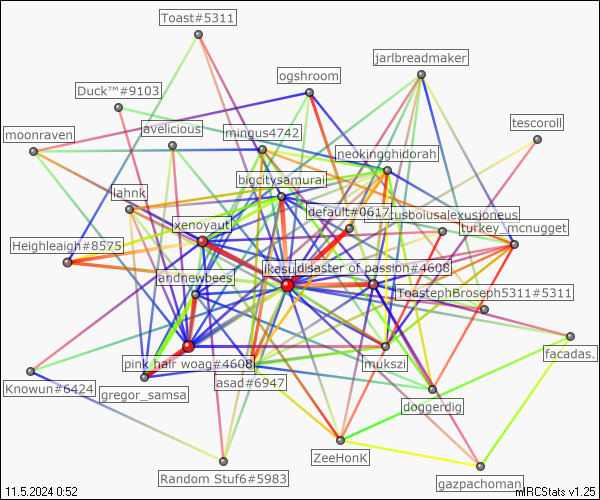 Toast#5311
jarlbreadmaker
ogshroom
Duck™#9103
tescoroll
moonraven
avelicious
mingus4742
neokingghidorah
bigcitysamurai
lahnk
default#0617
cusboiusalexusioneus
xenoyaut
turkey_mcnugget
Heighleaigh#8575
ikasu
disaster of passion#4608
andnewbees
ToastephBroseph5311#5311
pink hair woag#4608
mukszi
facadas.
asad#6947
Knowun#6424
gregor_samsa
doggerdig
ZeeHonK
Random Stuf6#5983
gazpachoman
11.5.2024 0:52
mIRCStats v1.25